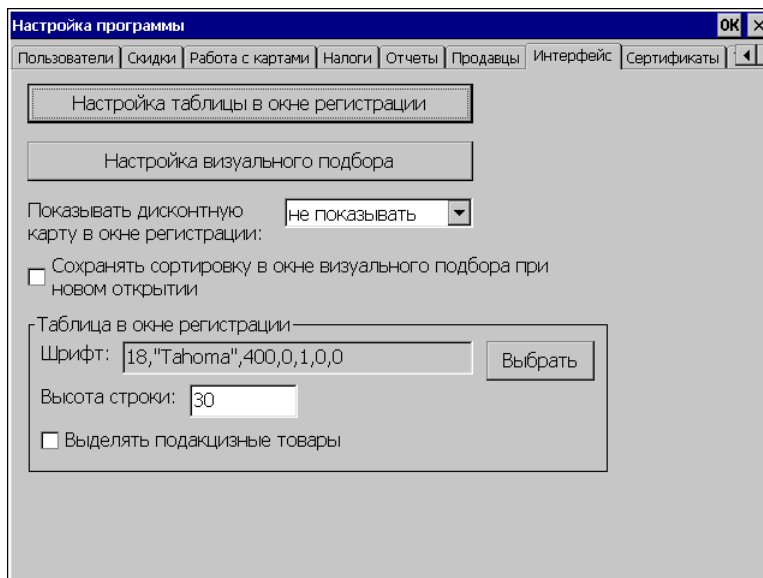 Настройка программы OK ×
Пользователи Скидки Работа с картами Налоги Отчеты Продавцы Интерфейс Сертификаты
Настройка таблицы в окне регистрации
Настройка визуального подбора
Показывать дисконтную
карту в окне регистрации:
не показывать
Сохранять сортировку в окне визуального подбора при
новом открытии
Таблица в окне регистрации
Шрифт: 18,"Tahoma",400,0,1,0,0 Выбрать
Высота строки: 30
Выделять подакцизные товары